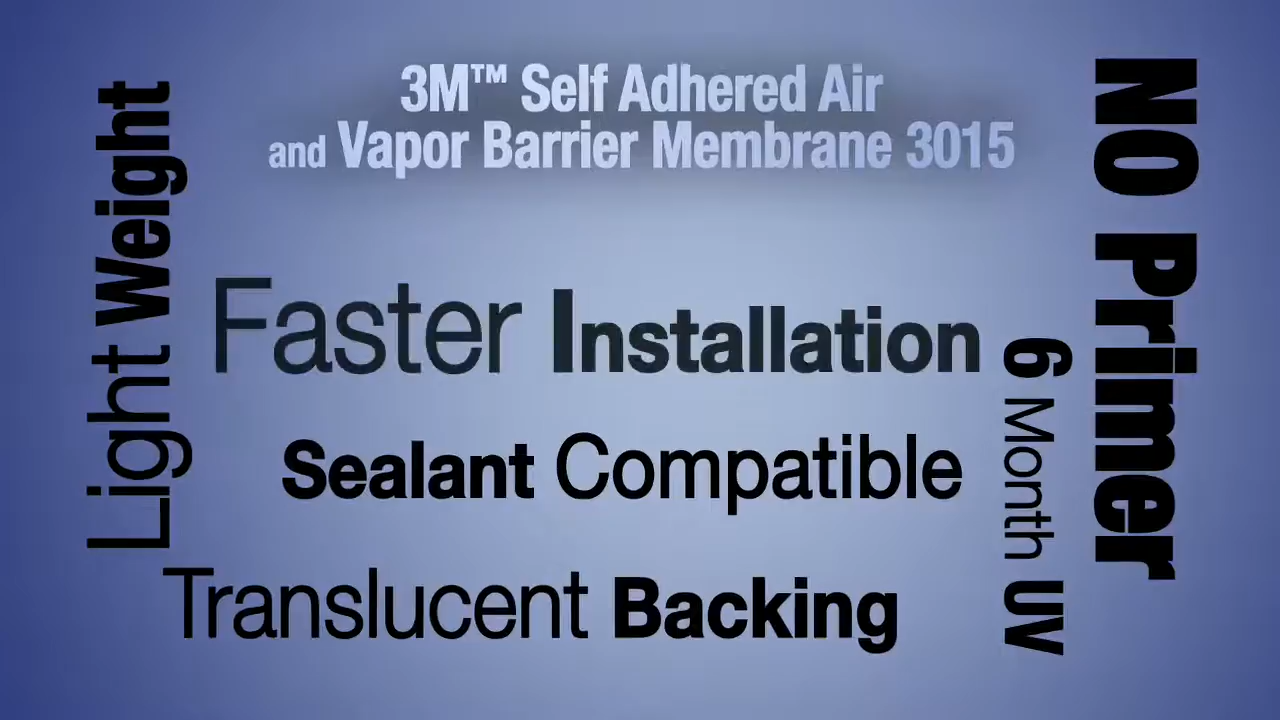 3M™ Self Adhered Air
and Vapor Barrier Membrane 3015
Light Weight
Faster Installation
Sealant Compatible
Translucent Backing
6 Month UV
NO Primer